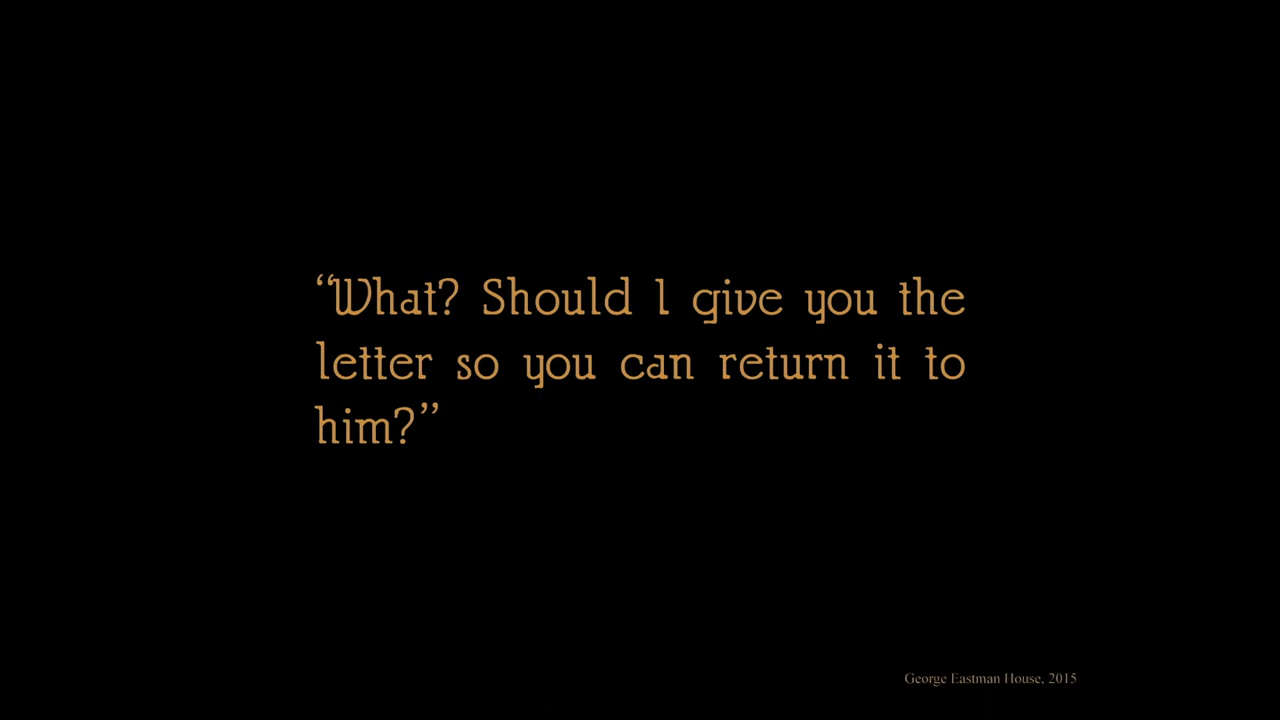 “What? Should I give you the
letter so you can return it to
him?”
George Eastman House, 2015